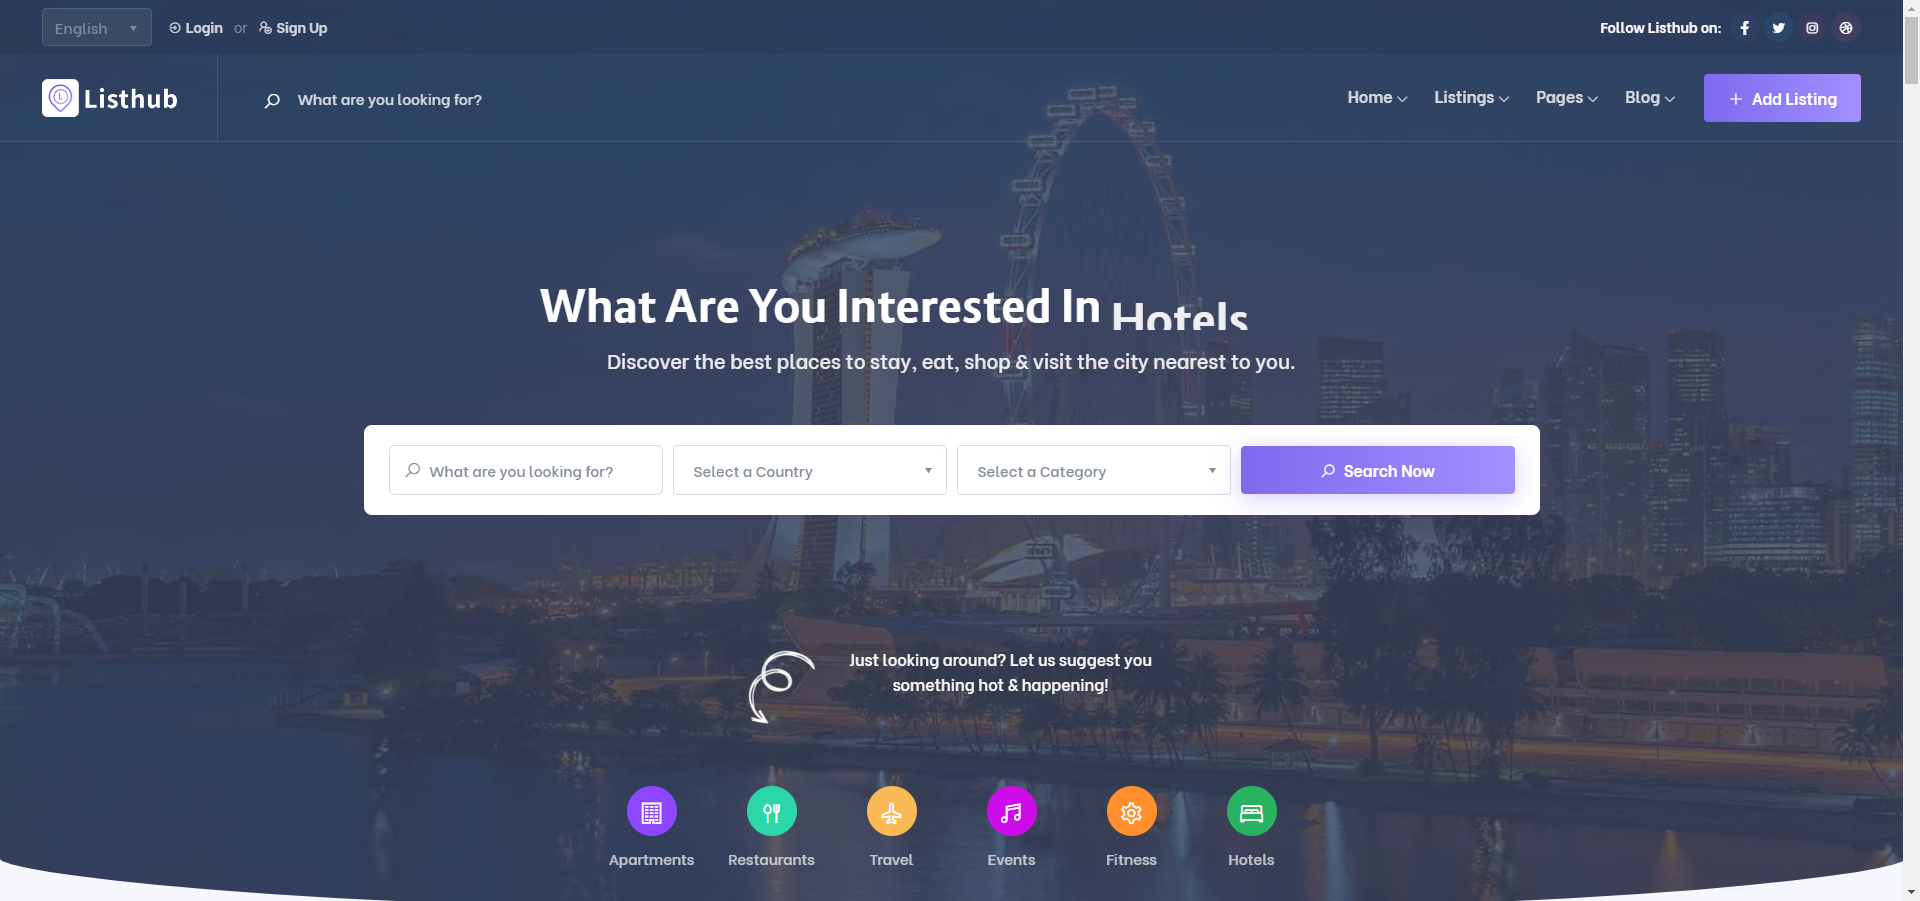 English
Login or Sign Up
Follow Listhub on:
Listhub
What are you looking for?
Home
Listings
Pages
Blog
+ Add Listing
What Are You Interested In Hotels
Discover the best places to stay, eat, shop & visit the city nearest to you.
What are you looking for?
Select a Country
Select a Category
Search Now
Just looking around? Let us suggest you
something hot & happening!
Apartments
Restaurants
Travel
Events
Fitness
Hotels